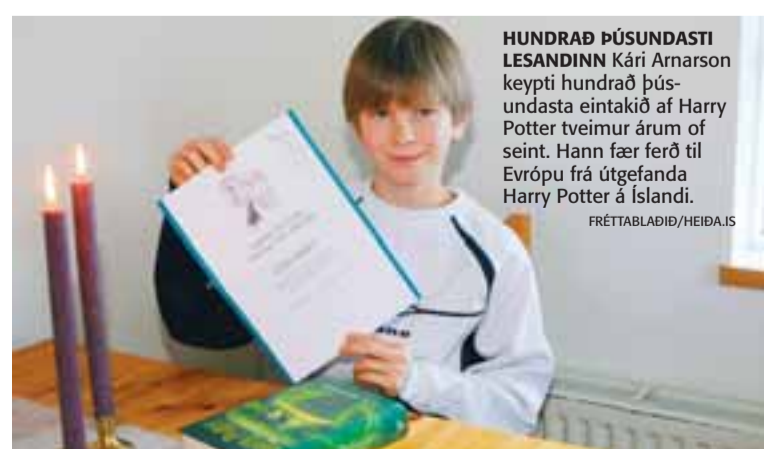 HUNDRAÐ ÞÚSUNDASTI
LESANDINN Kári Arnarson
keypti hundrað þús-
undasta eintakið af Harry
Potter tveimur árum of
seint. Hann fær ferð til
Evrópu frá útgefanda
Harry Potter á Íslandi.
FRÉTTABLAÐIÐ/HEIÐA.IS